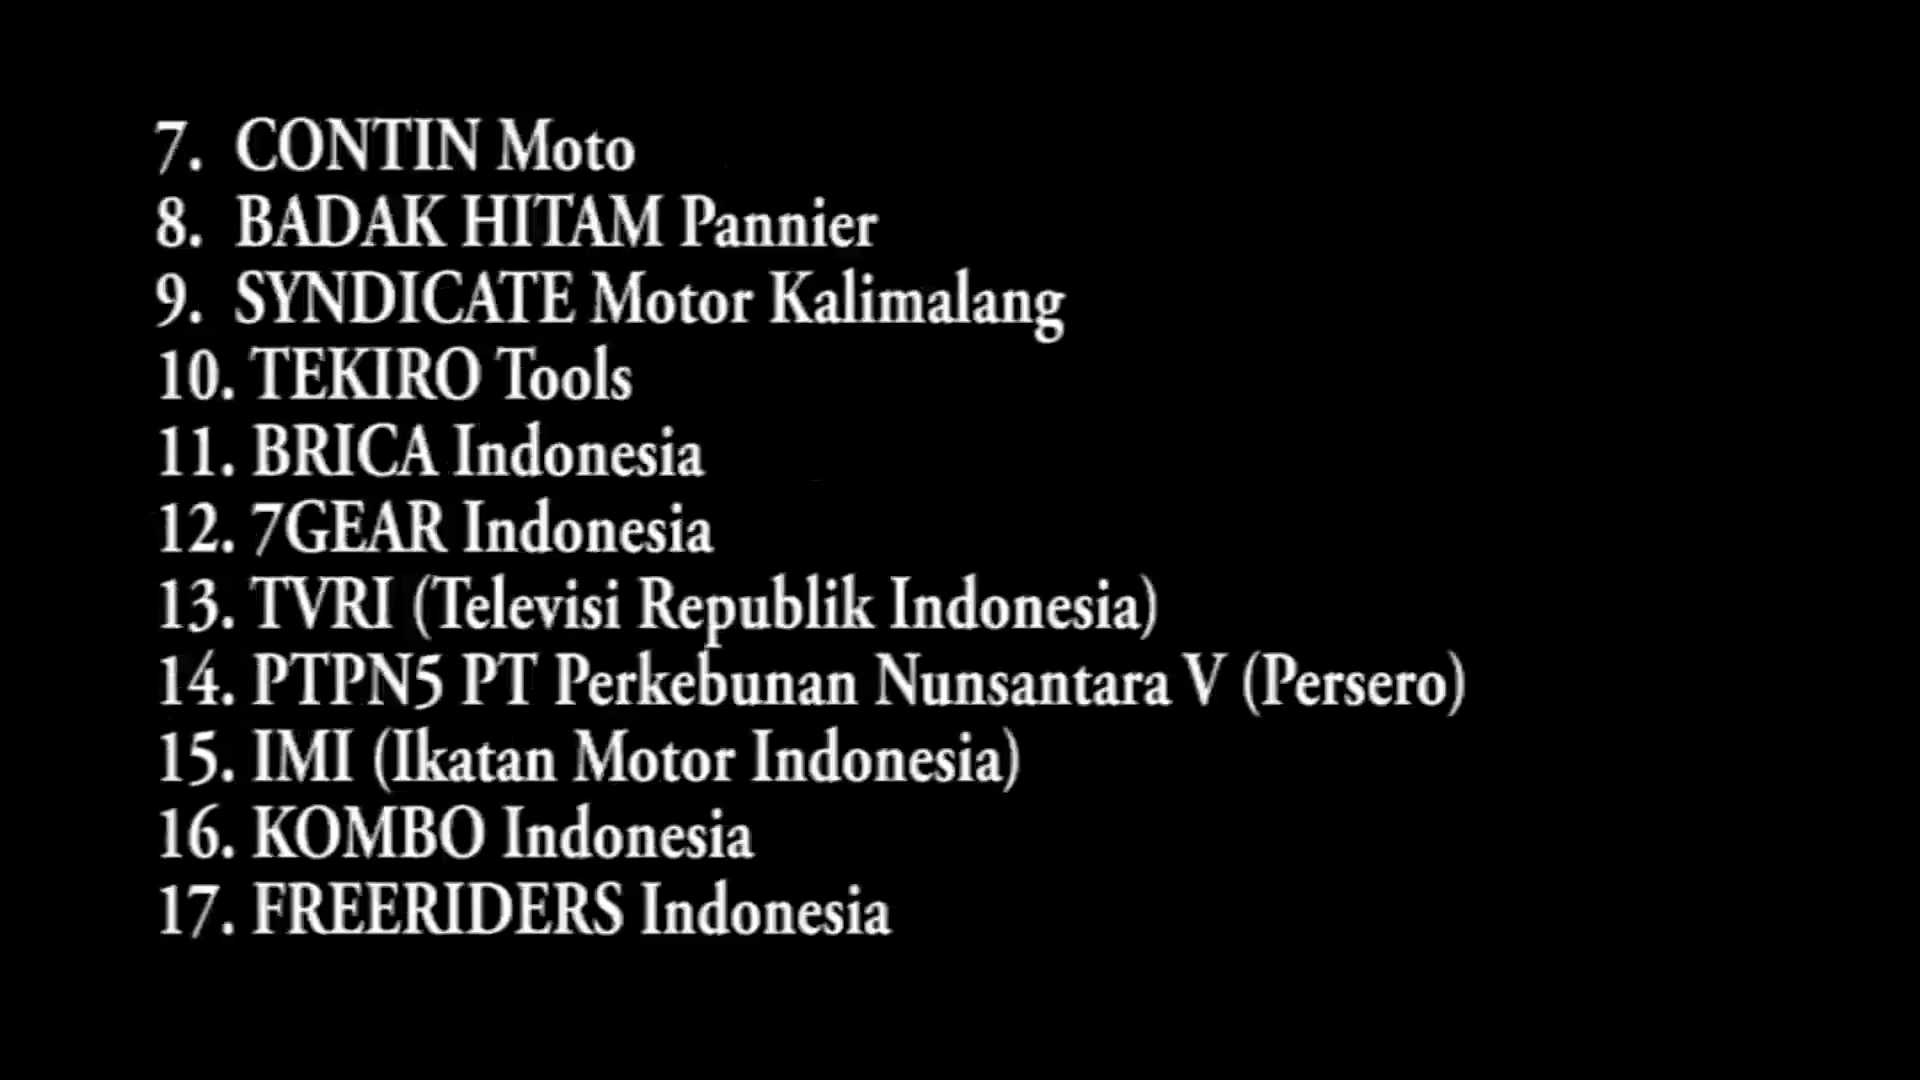 7. CONTIN Moto
8. BADAK HITAM Pannier
9. SYNDICATE Motor Kalimalang
10. TEKIRO Tools
11. BRICA Indonesia
12. 7GEAR Indonesia
13. TVRI (Televisi Republik Indonesia)
14. PTPN5 PT Perkebunan Nunsantara V (Persero)
15. IMI (Ikatan Motor Indonesia)
16. KOMBO Indonesia
17. FREERIDERS Indonesia